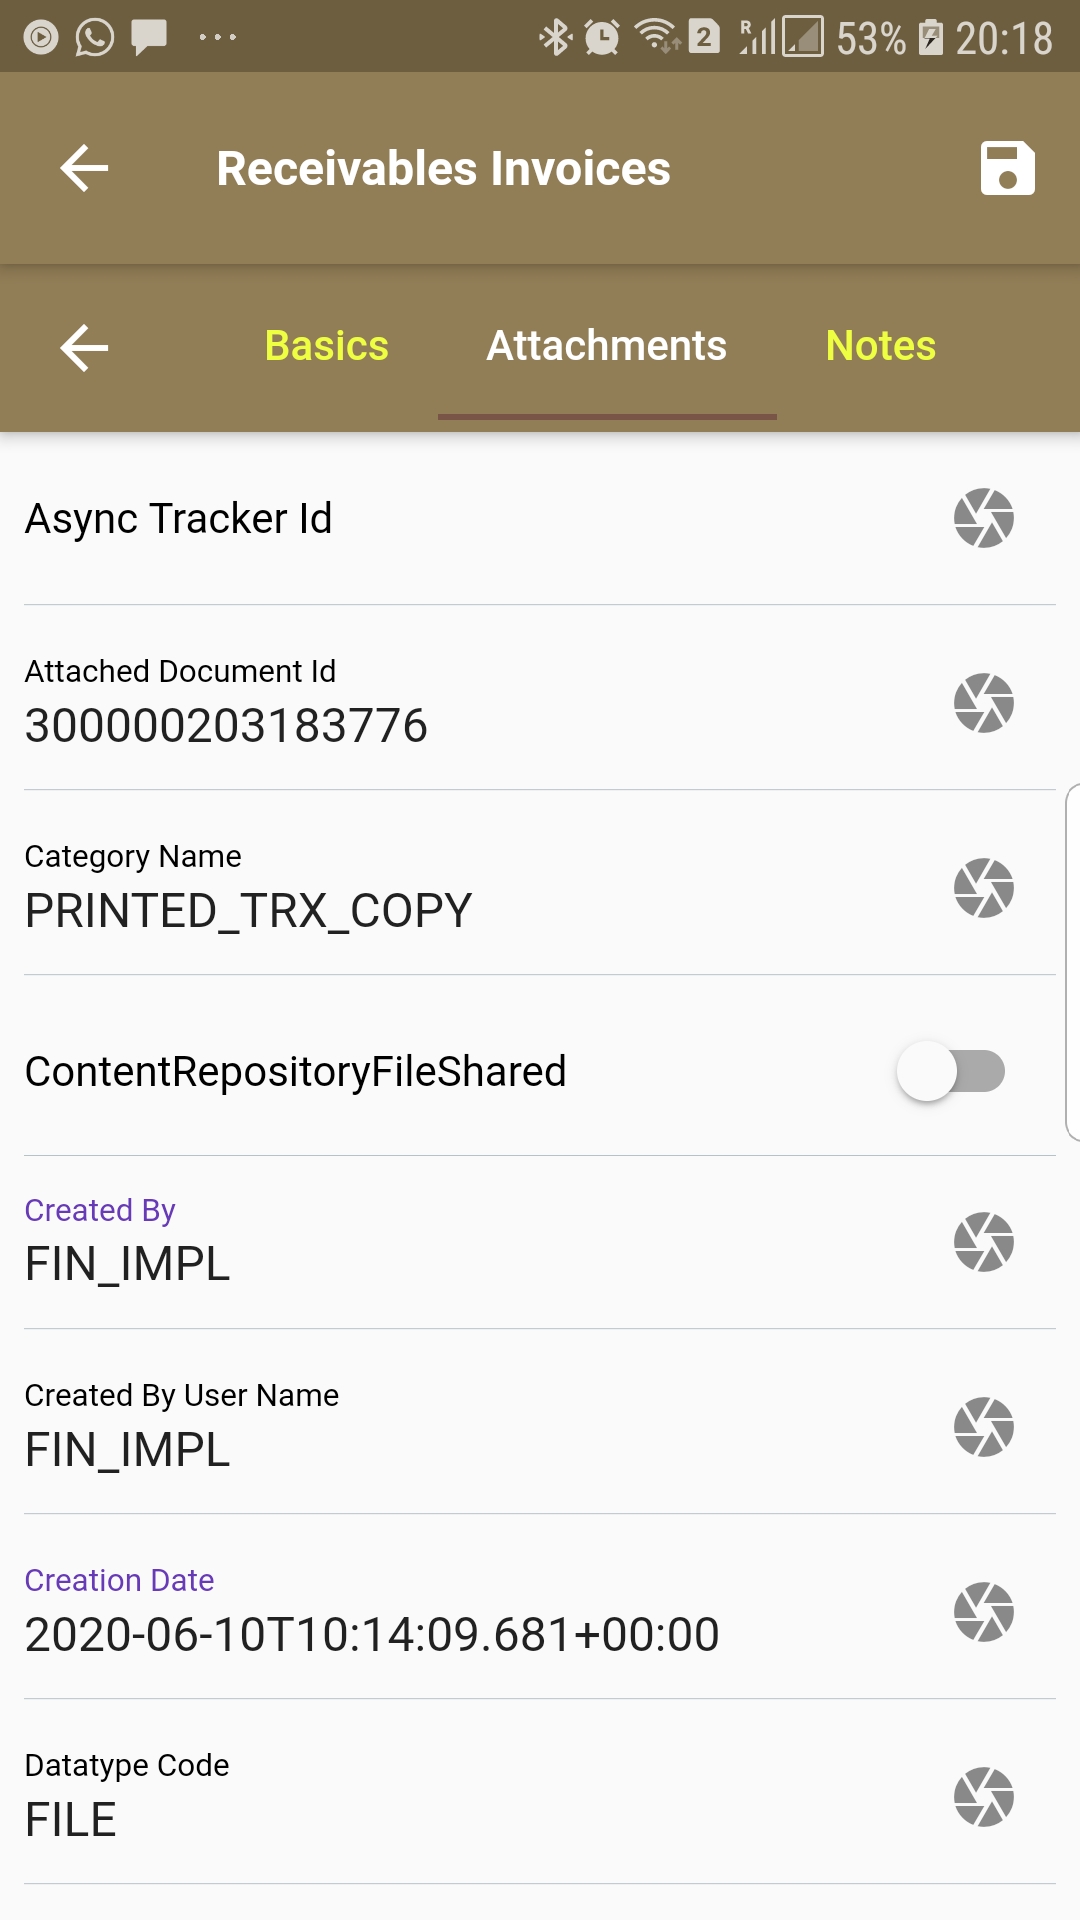 2 R 53% 20:18
Receivables Invoices
Basics Attachments Notes
Async Tracker Id
Attached Document Id
300000203183776
Category Name
PRINTED_TRX_COPY
ContentRepositoryFileShared
Created By
FIN_IMPL
Created By User Name
FIN_IMPL
Creation Date
2020-06-10T10:14:09.681+00:00
Datatype Code
FILE